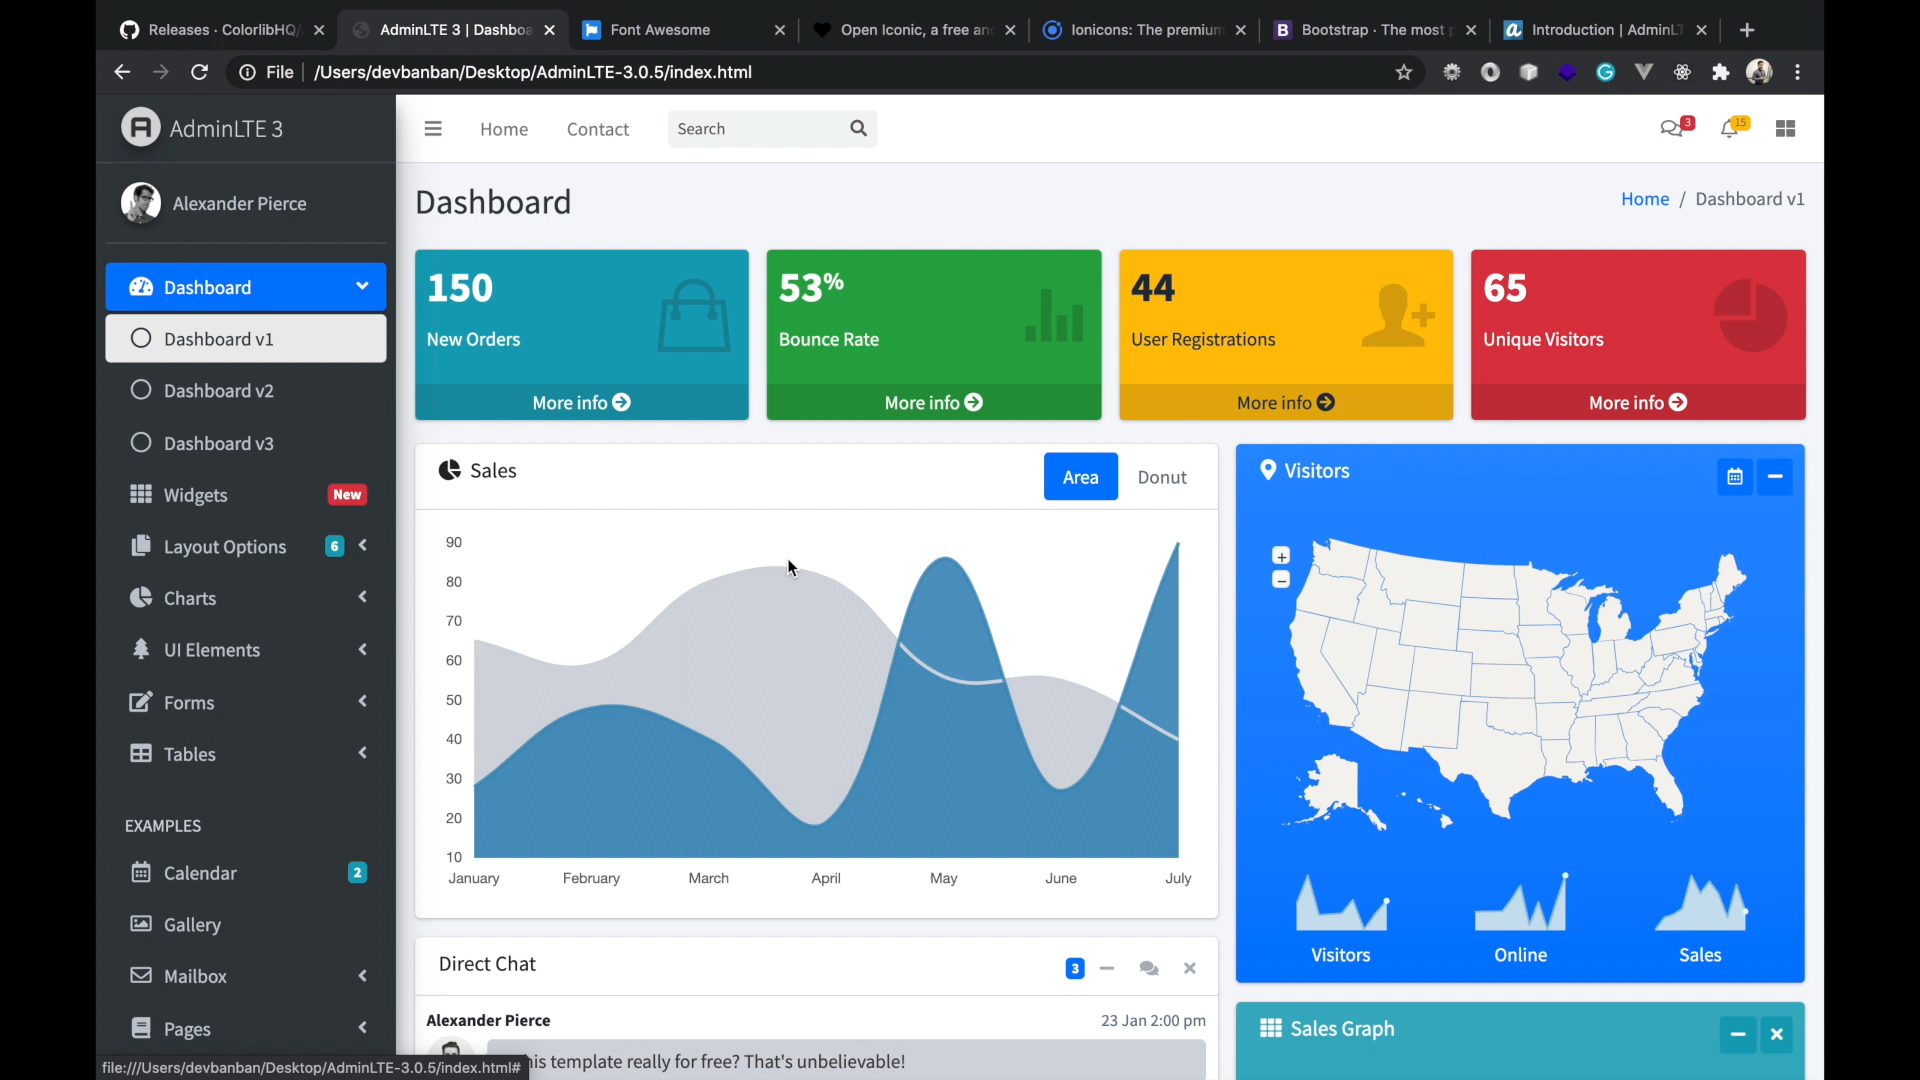 Releases · ColorlibHQ/
AdminLTE 3 | Dashboa
Font Awesome
Open Iconic, a free and
Ionicons: The premium
Bootstrap · The most p
Introduction | AdminLT
File
/Users/devbanban/Desktop/AdminLTE-3.0.5/index.html
AdminLTE 3
Home
Contact
Search
3
15
Alexander Pierce
Dashboard
Home / Dashboard v1
Dashboard
Dashboard v1
Dashboard v2
Dashboard v3
Widgets
New
Layout Options
6
Charts
UI Elements
Forms
Tables
EXAMPLES
Calendar
2
Gallery
Mailbox
Pages
150
New Orders
More info
53%
Bounce Rate
More info
44
User Registrations
More info
65
Unique Visitors
More info
Sales
Area
Donut
90
80
70
60
50
40
30
20
10
January
February
March
April
May
June
July
Visitors
+
−
Visitors
Online
Sales
Direct Chat
3
Alexander Pierce
23 Jan 2:00 pm
his template really for free? That's unbelievable!
Sales Graph
file:///Users/devbanban/Desktop/AdminLTE-3.0.5/index.html#